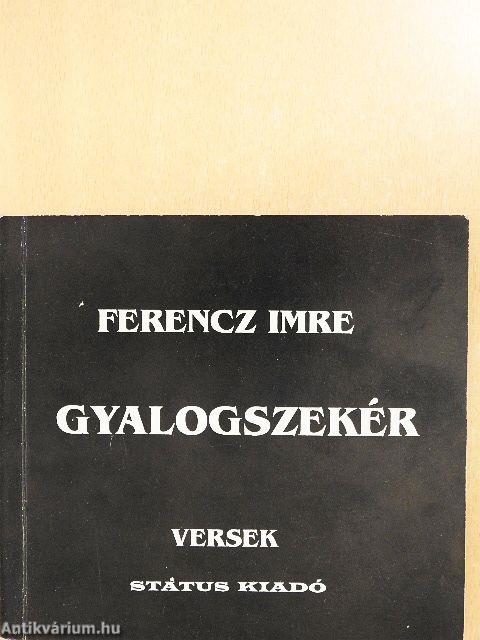 FERENCZ IMRE
GYALOGSZEKÉR
VERSEK
STÁTUS KIADÓ
Antikvárium.hu